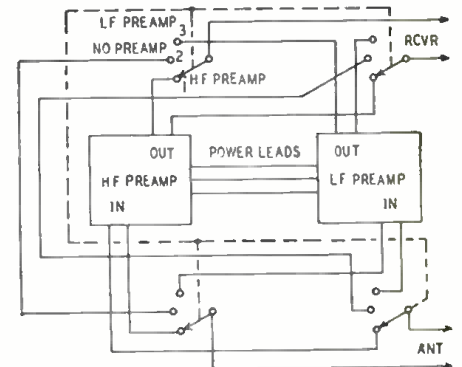 LF PREAMP 3
NO PREAMP 2
RCVR
HF PREAMP
OUT
POWER LEADS
OUT
HF PREAMP
LF PREAMP
IN
IN
ANT